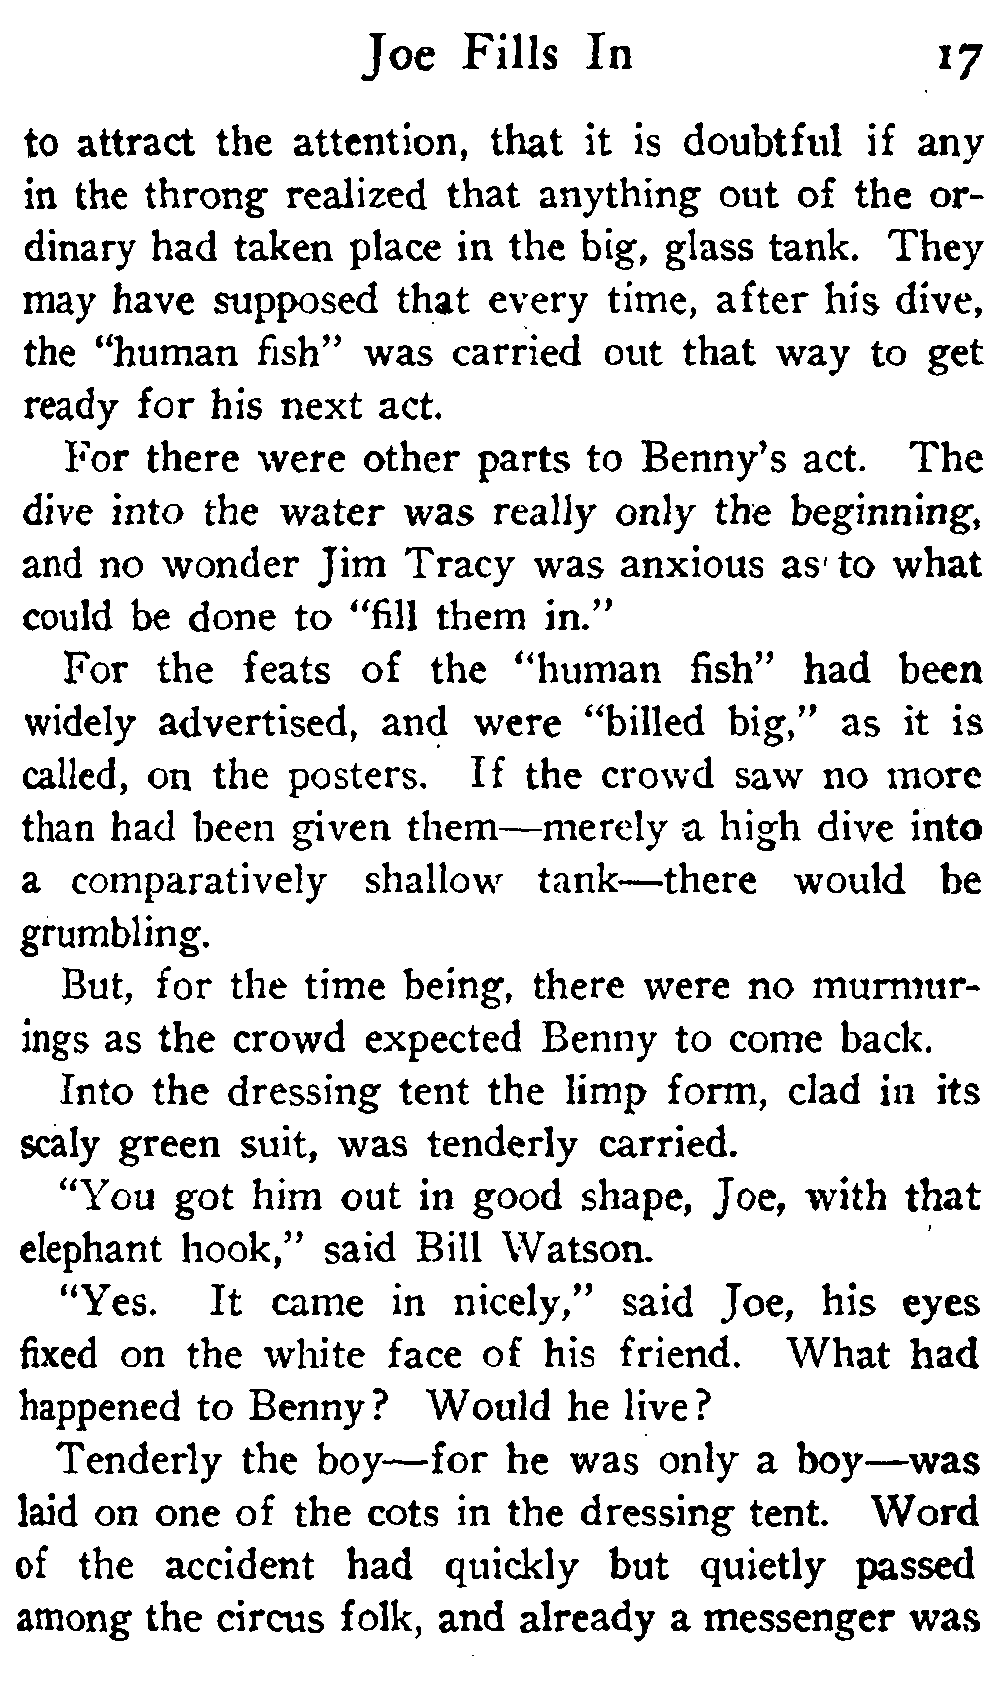 Joe Fills In 17
to attract the attention, that it is doubtful if any
in the throng realized that anything out of the or-
dinary had taken place in the big, glass tank. They
may have supposed that every time, after his dive,
the "human fish" was carried out that way to get
ready for his next act.
For there were other parts to Benny's act. The
dive into the water was really only the beginning,
and no wonder Jim Tracy was anxious as to what
could be done to "fill them in."
For the feats of the "human fish" had been
widely advertised, and were "billed big," as it is
called, on the posters. If the crowd saw no more
than had been given them—merely a high dive into
a comparatively shallow tank—there would be
grumbling.
But, for the time being, there were no murmur-
ings as the crowd expected Benny to come back.
Into the dressing tent the limp form, clad in its
scaly green suit, was tenderly carried.
"You got him out in good shape, Joe, with that
elephant hook," said Bill Watson.
"Yes. It came in nicely," said Joe, his eyes
fixed on the white face of his friend. What had
happened to Benny? Would he live?
Tenderly the boy—for he was only a boy—was
laid on one of the cots in the dressing tent. Word
of the accident had quickly but quietly passed
among the circus folk, and already a messenger was